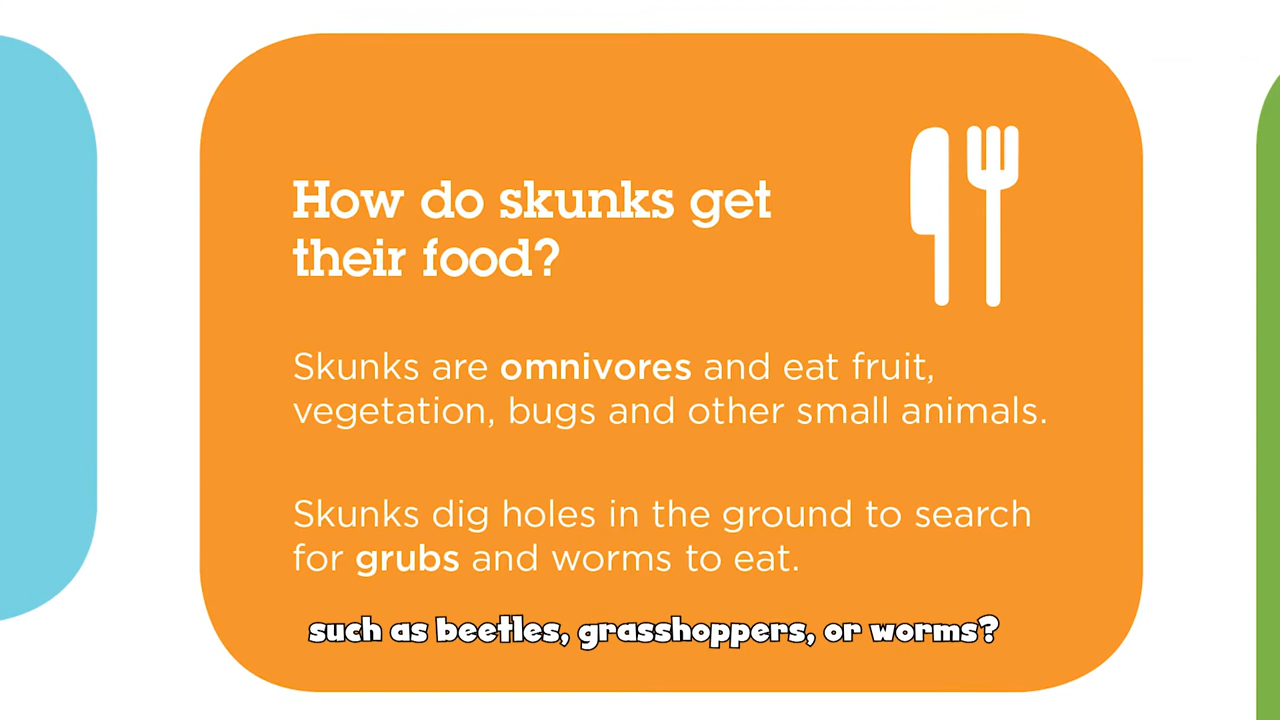 How do skunks get
their food?
Skunks are omnivores and eat fruit,
vegetation, bugs and other small animals.
Skunks dig holes in the ground to search
for grubs and worms to eat.
such as beetles, grasshoppers, or worms?